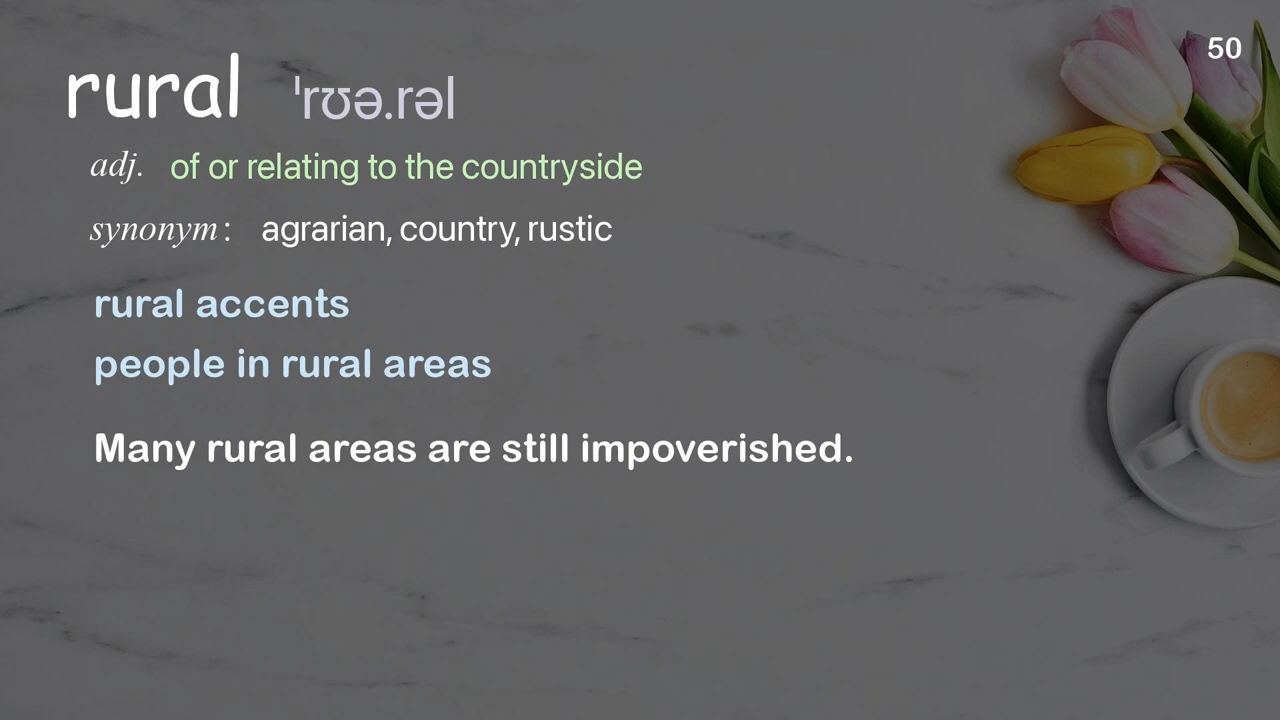 50
rural ˈrʊə.rəl
adj. of or relating to the countryside
synonym : agrarian, country, rustic
rural accents
people in rural areas
Many rural areas are still impoverished.